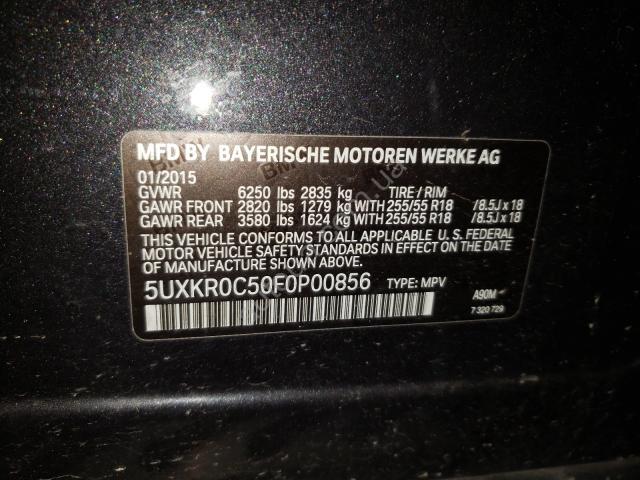 MFD BY BAYERISCHE MOTOREN WERKE AG
01/2015
GVWR 6250 lbs 2835 kg TIRE / RIM
GAWR FRONT 2820 lbs 1279 kg WITH 255/55 R18 /8.5J x 18
GAWR REAR 3580 lbs 1624 kg WITH 255/55 R18 /8.5J x 18
THIS VEHICLE CONFORMS TO ALL APPLICABLE U. S. FEDERAL
MOTOR VEHICLE SAFETY STANDARDS IN EFFECT ON THE DATE
OF MANUFACTURE SHOWN ABOVE.
5UXKR0C50F0P00856 TYPE: MPV A90M
7 320 729